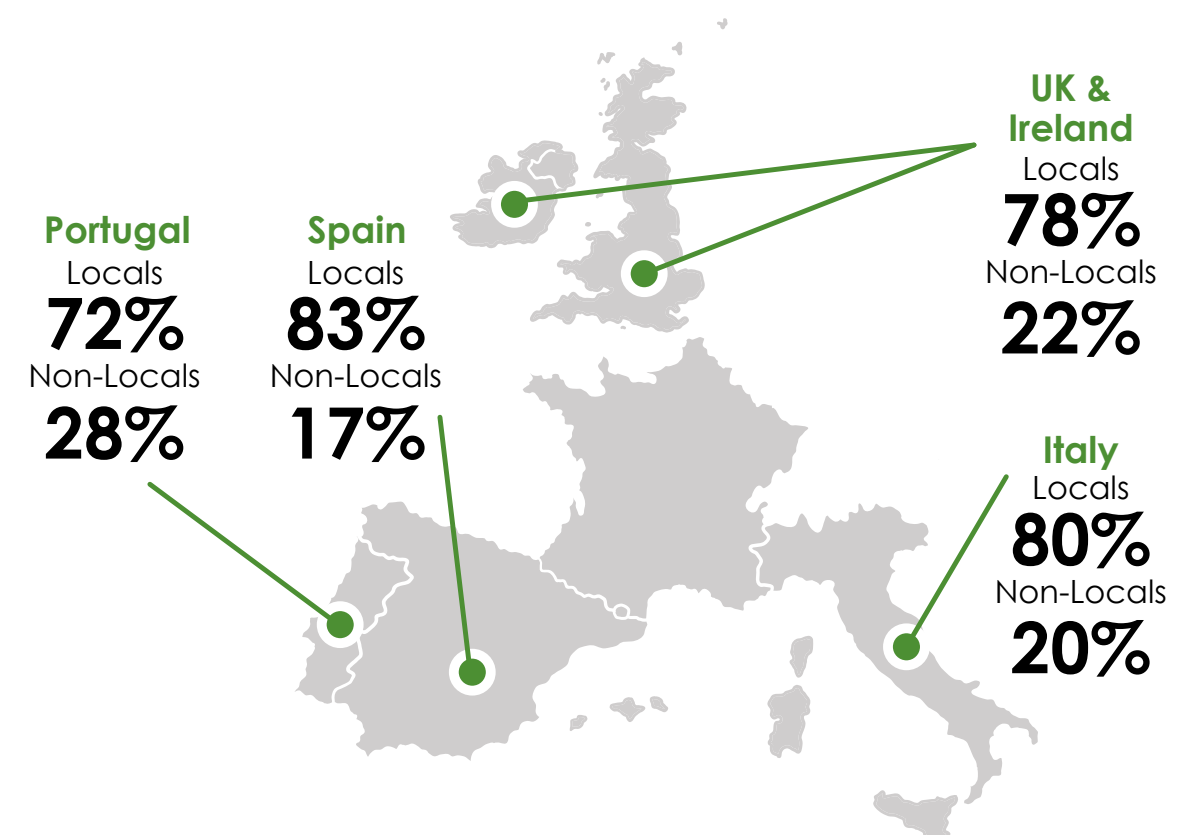 UK &
Ireland
Locals
78%
Non-Locals
22%
Portugal
Locals
72%
Non-Locals
28%
Spain
Locals
83%
Non-Locals
17%
Italy
Locals
80%
Non-Locals
20%